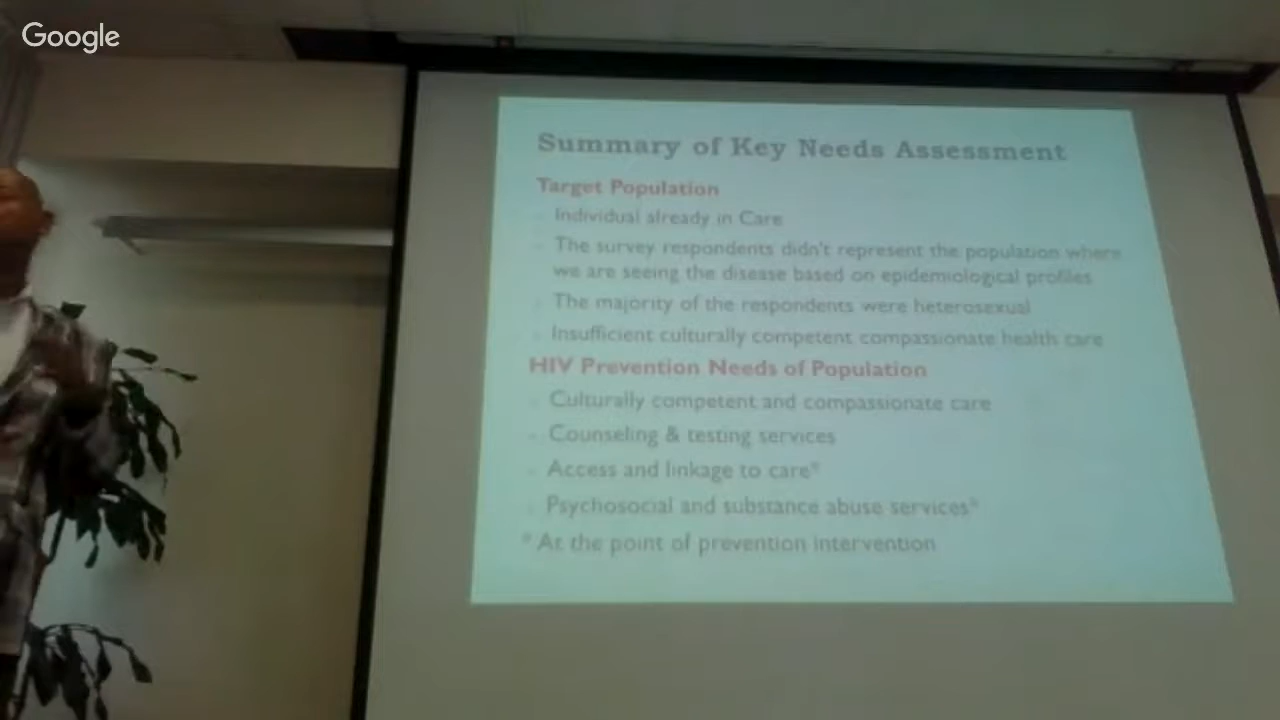 Google
Summary of Key Needs Assessment
Target Population
Individual already in Care
The survey respondents didn't represent the population where
we are seeing the disease based on epidemiological profiles
The majority of the respondents were heterosexual
Insufficient culturally competent compassionate health care
HIV Prevention Needs of Population
Culturally competent and compassionate care
Counseling & testing services
Access and linkage to care*
Psychosocial and substance abuse services*
* At the point of prevention intervention